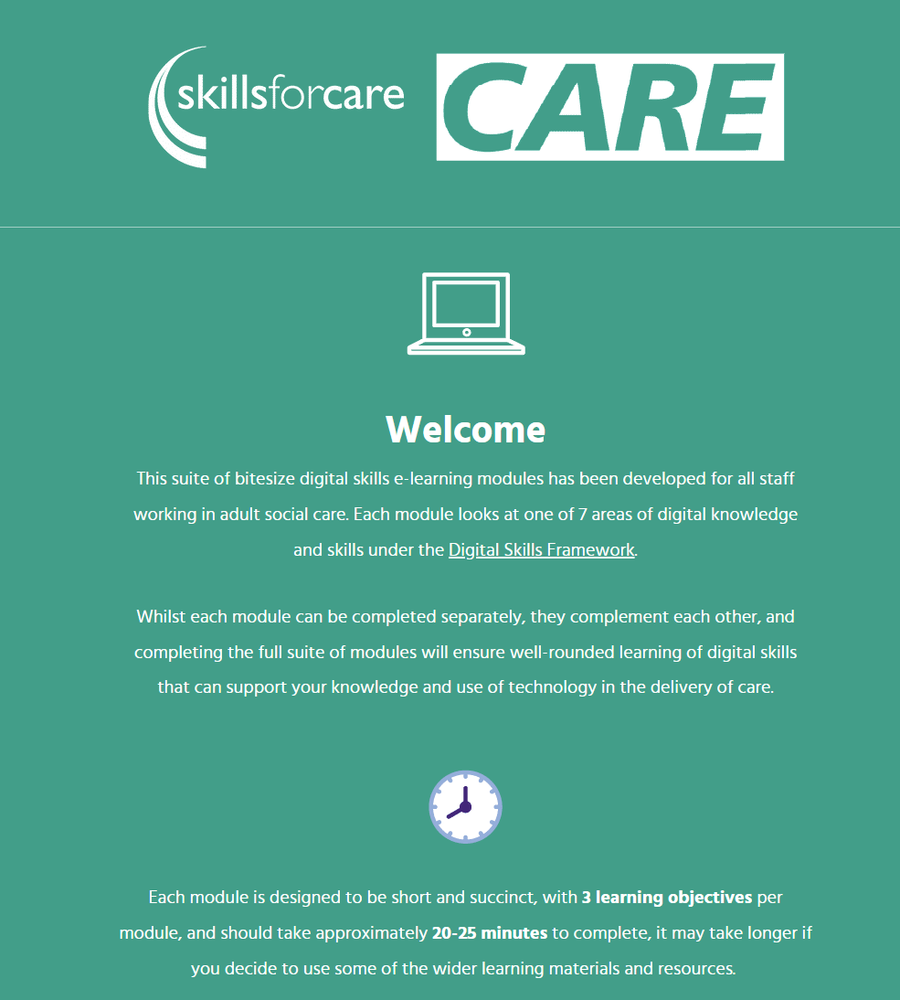 skillsforcare
CARE
Welcome
This suite of bitesize digital skills e-learning modules has been developed for all staff
working in adult social care. Each module looks at one of 7 areas of digital knowledge
and skills under the Digital Skills Framework.
Whilst each module can be completed separately, they complement each other, and
completing the full suite of modules will ensure well-rounded learning of digital skills
that can support your knowledge and use of technology in the delivery of care.
Each module is designed to be short and succinct, with 3 learning objectives per
module, and should take approximately 20-25 minutes to complete, it may take longer if
you decide to use some of the wider learning materials and resources.